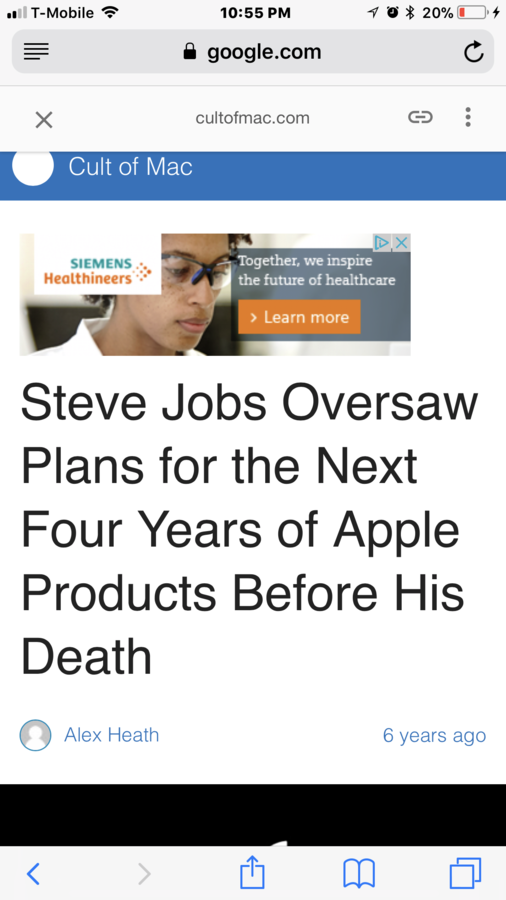 T-Mobile 10:55 PM 20%
google.com
cultofmac.com
Cult of Mac
SIEMENS
Healthineers
Together, we inspire
the future of healthcare
> Learn more
Steve Jobs Oversaw
Plans for the Next
Four Years of Apple
Products Before His
Death
Alex Heath 6 years ago